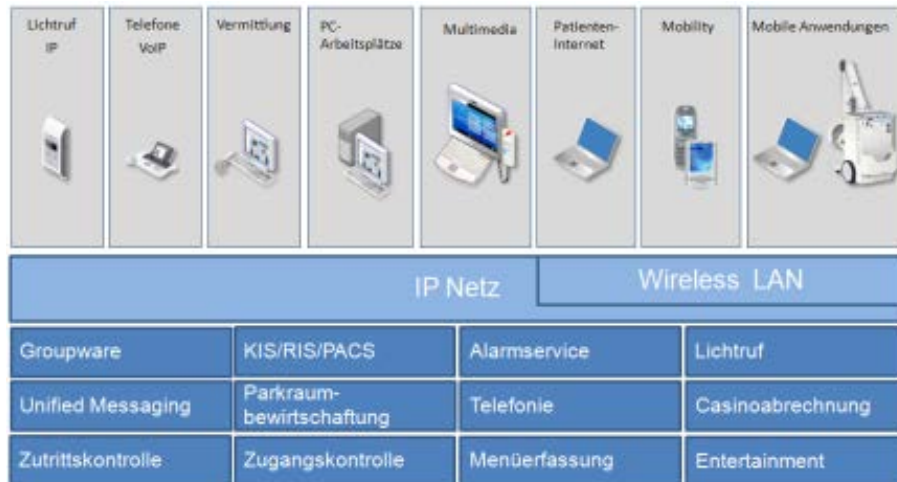 Lichtruf
IP
Telefone
VoIP
Vermittlung
PC-
Arbeitsplätze
Multimedia
Patienten-
Internet
Mobility
Mobile Anwendungen
IP Netz
Wireless LAN
Groupware
KIS/RIS/PACS
Alarmservice
Lichtruf
Unified Messaging
Parkraum-
bewirtschaftung
Telefonie
Casinoabrechnung
Zutrittskontrolle
Zugangskontrolle
Menüerfassung
Entertainment